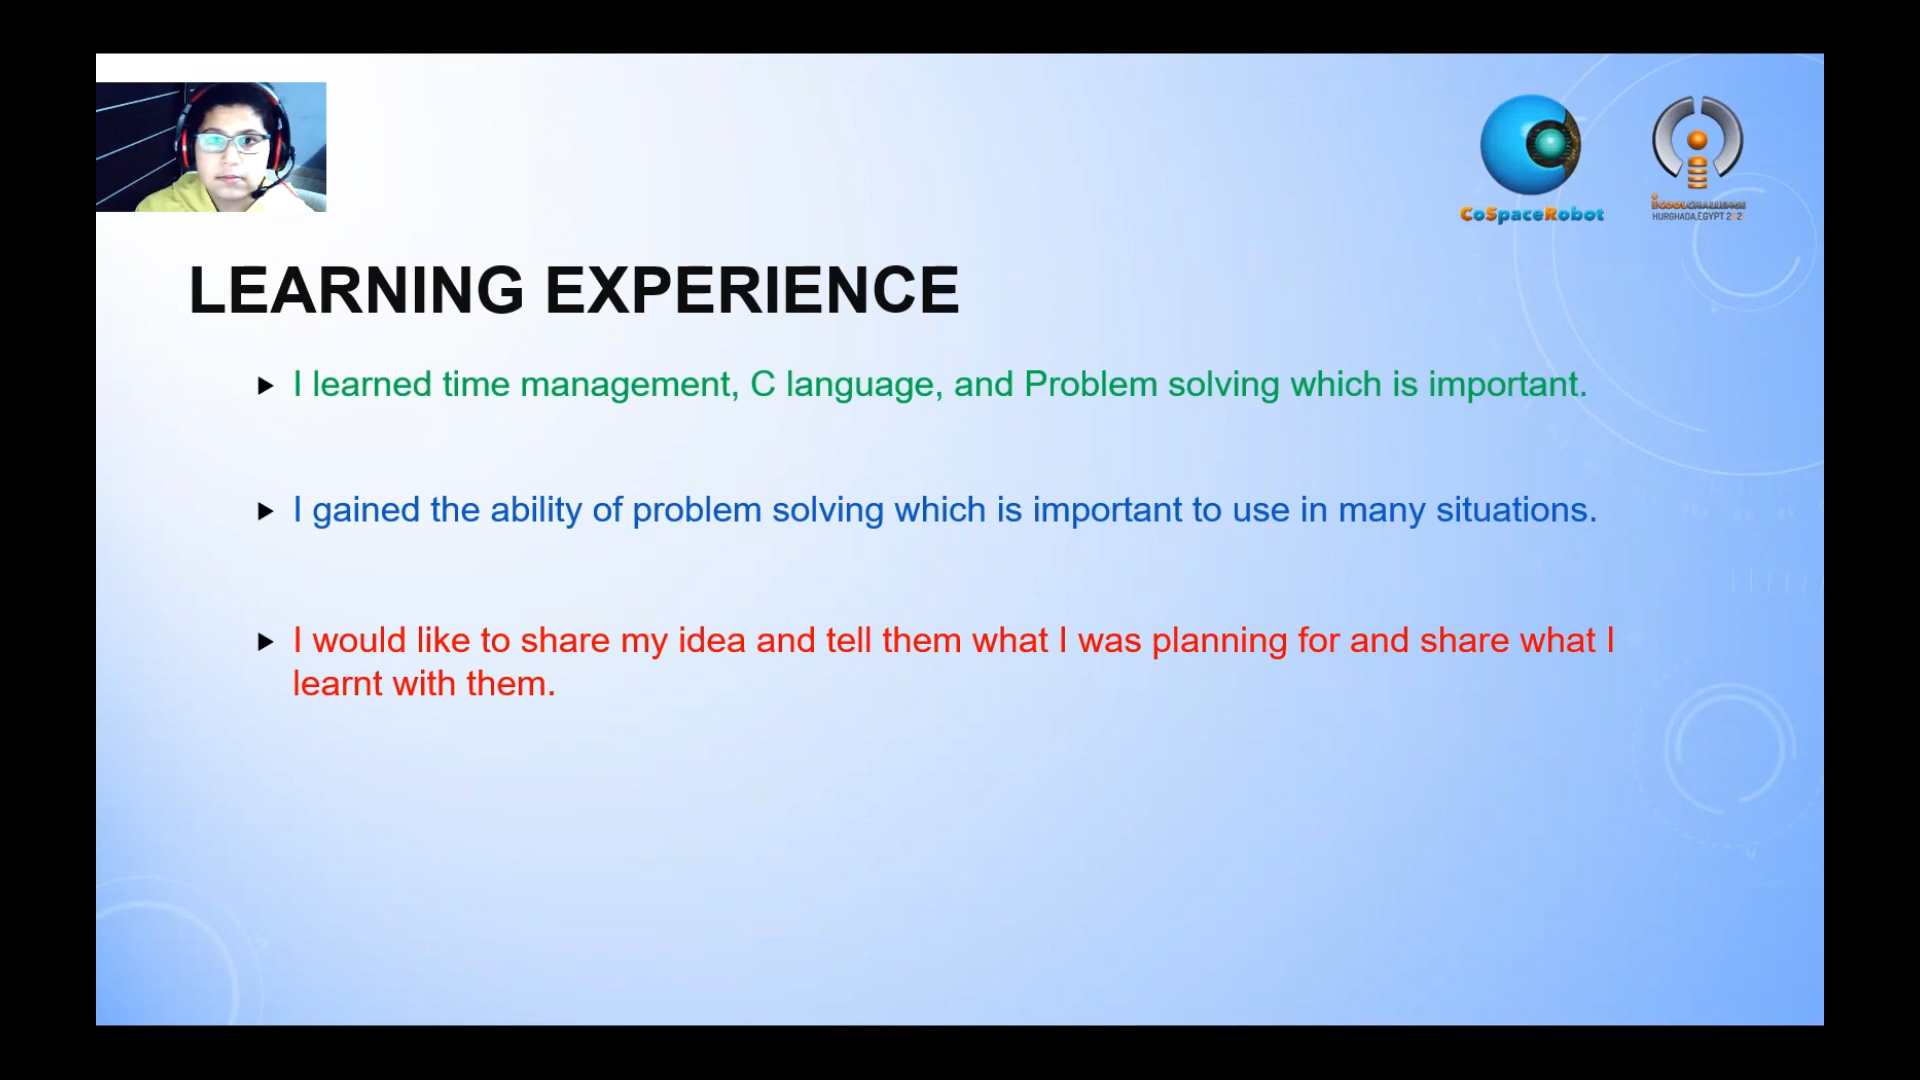 CoSpaceRobot
iCOOLCHALLENGE
HURGHADA,EGYPT
LEARNING EXPERIENCE
I learned time management, C language, and Problem solving which is important.
I gained the ability of problem solving which is important to use in many situations.
I would like to share my idea and tell them what I was planning for and share what I
learnt with them.